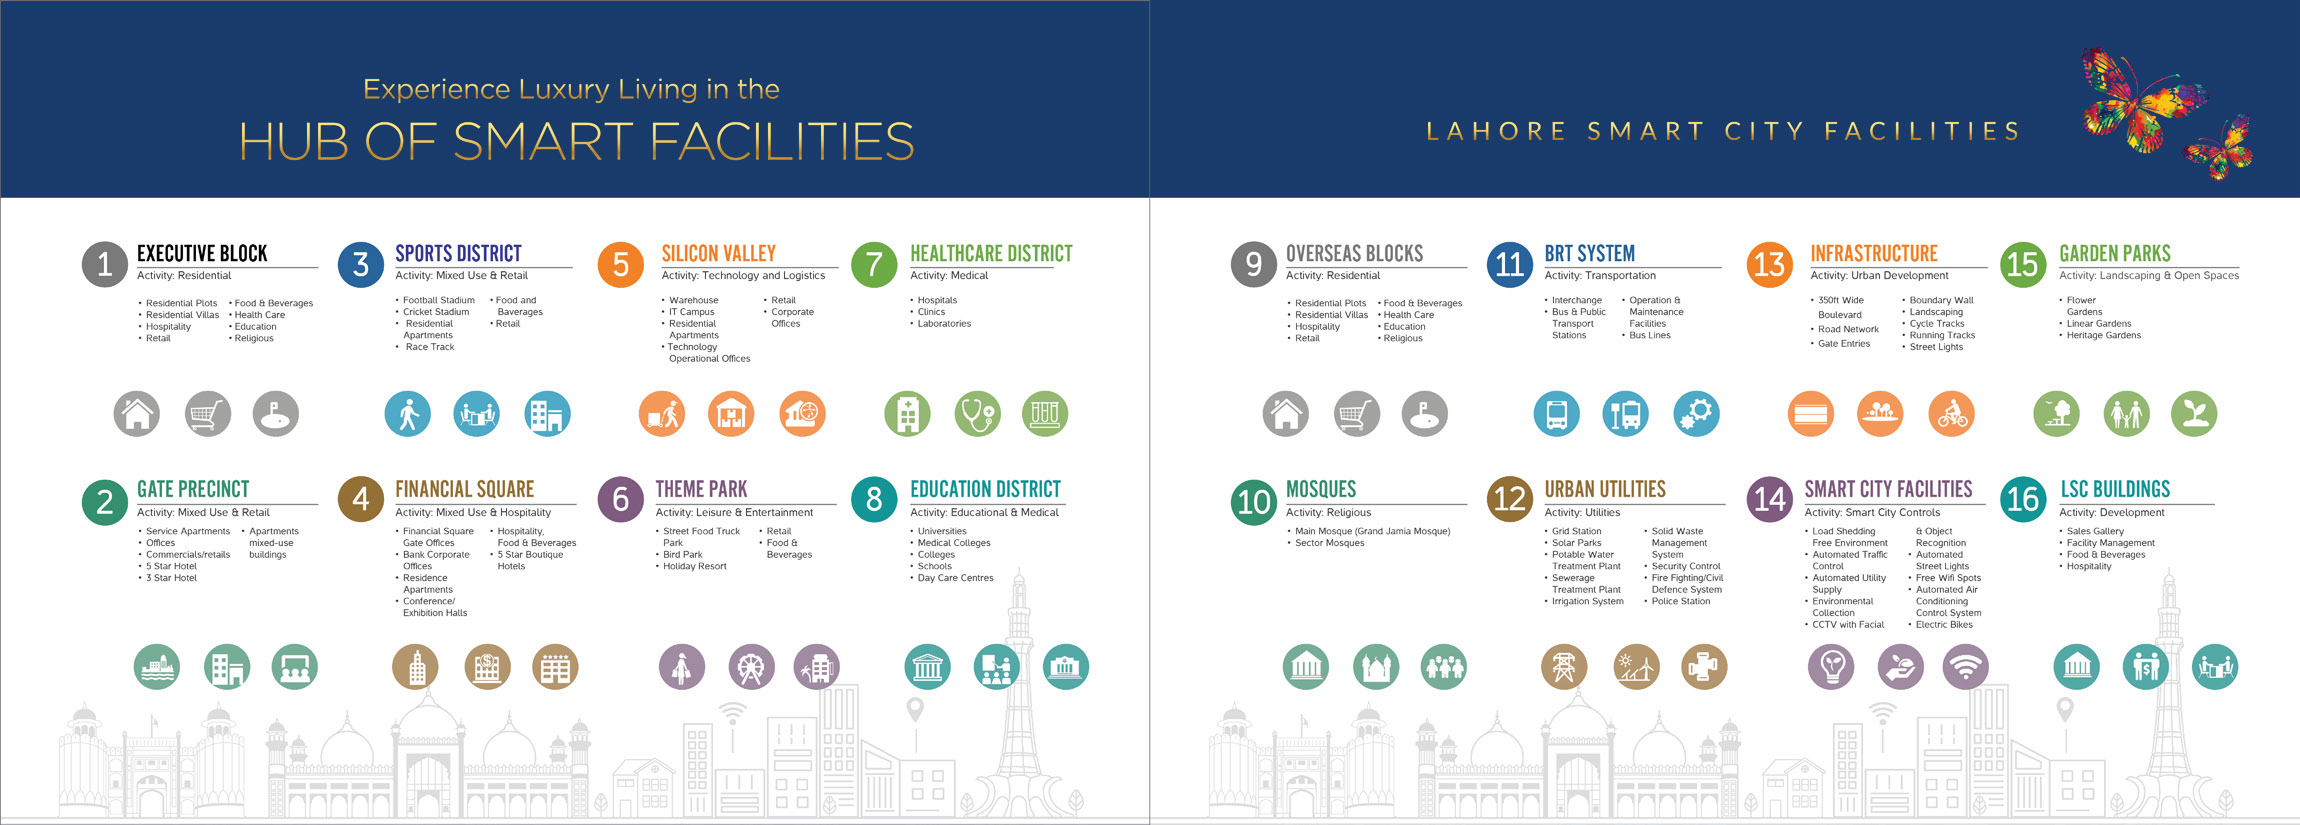 Experience Luxury Living in the
HUB OF SMART FACILITIES
1
EXECUTIVE BLOCK
Activity: Residential
• Residential Plots
• Residential Villas
• Hospitality
• Retail
• Food & Beverages
• Health Care
• Education
• Religious
3
SPORTS DISTRICT
Activity: Mixed Use & Retail
• Football Stadium
• Cricket Stadium
• Residential
Apartments
• Race Track
• Food and
Baverages
• Retail
5
SILICON VALLEY
Activity: Technology and Logistics
• Warehouse
• IT Campus
• Residential
Apartments
• Technology
Operational Offices
• Retail
• Corporate
Offices
7
HEALTHCARE DISTRICT
Activity: Medical
• Hospitals
• Clinics
• Laboratories
2
GATE PRECINCT
Activity: Mixed Use & Retail
• Service Apartments
• Offices
• Commercials/retails
• 5 Star Hotel
• 3 Star Hotel
• Apartments
mixed-use
buildings
4
FINANCIAL SQUARE
Activity: Mixed Use & Hospitality
• Financial Square
Gate Offices
• Bank Corporate
Offices
• Residence
Apartments
• Conference/
Exhibition Halls
• Hospitality,
Food & Beverages
• 5 Star Boutique
Hotels
6
THEME PARK
Activity: Leisure & Entertainment
• Street Food Truck
Park
• Bird Park
• Holiday Resort
• Retail
• Food &
Beverages
8
EDUCATION DISTRICT
Activity: Educational & Medical
• Universities
• Medical Colleges
• Colleges
• Schools
• Day Care Centres
LAHORE SMART CITY FACILITIES
9
OVERSEAS BLOCKS
Activity: Residential
• Residential Plots
• Residential Villas
• Hospitality
• Retail
• Food & Beverages
• Health Care
• Education
• Religious
11
BRT SYSTEM
Activity: Transportation
• Interchange
• Bus & Public
Transport
Stations
• Operation &
Maintenance
Facilities
• Bus Lines
13
INFRASTRUCTURE
Activity: Urban Development
• 350ft Wide
Boulevard
• Road Network
• Gate Entries
• Boundary Wall
• Landscaping
• Cycle Tracks
• Running Tracks
• Street Lights
15
GARDEN PARKS
Activity: Landscaping & Open Spaces
• Flower
Gardens
• Linear Gardens
• Heritage Gardens
10
MOSQUES
Activity: Religious
• Main Mosque (Grand Jamia Mosque)
• Sector Mosques
12
URBAN UTILITIES
Activity: Utilities
• Grid Station
• Solar Parks
• Potable Water
Treatment Plant
• Sewerage
Treatment Plant
• Irrigation System
• Solid Waste
Management
System
• Security Control
• Fire Fighting/Civil
Defence System
• Police Station
14
SMART CITY FACILITIES
Activity: Smart City Controls
• Load Shedding
Free Environment
• Automated Traffic
Control
• Automated Utility
Supply
• Environmental
Collection
• CCTV with Facial
& Object
Recognition
• Automated
Street Lights
• Free Wifi Spots
• Automated Air
Conditioning
Control System
• Electric Bikes
16
LSC BUILDINGS
Activity: Development
• Sales Gallery
• Facility Management
• Food & Beverages
• Hospitality